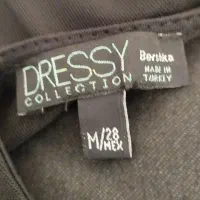 DRESSY
COLLECTION
Bershka
MADE IN
TURKEY
M/28
MEX